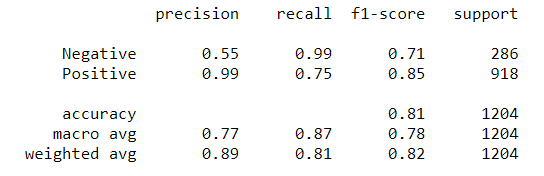 precision recall f1-score support
Negative 0.55 0.99 0.71 286
Positive 0.99 0.75 0.85 918
accuracy 0.81 1204
macro avg 0.77 0.87 0.78 1204
weighted avg 0.89 0.81 0.82 1204